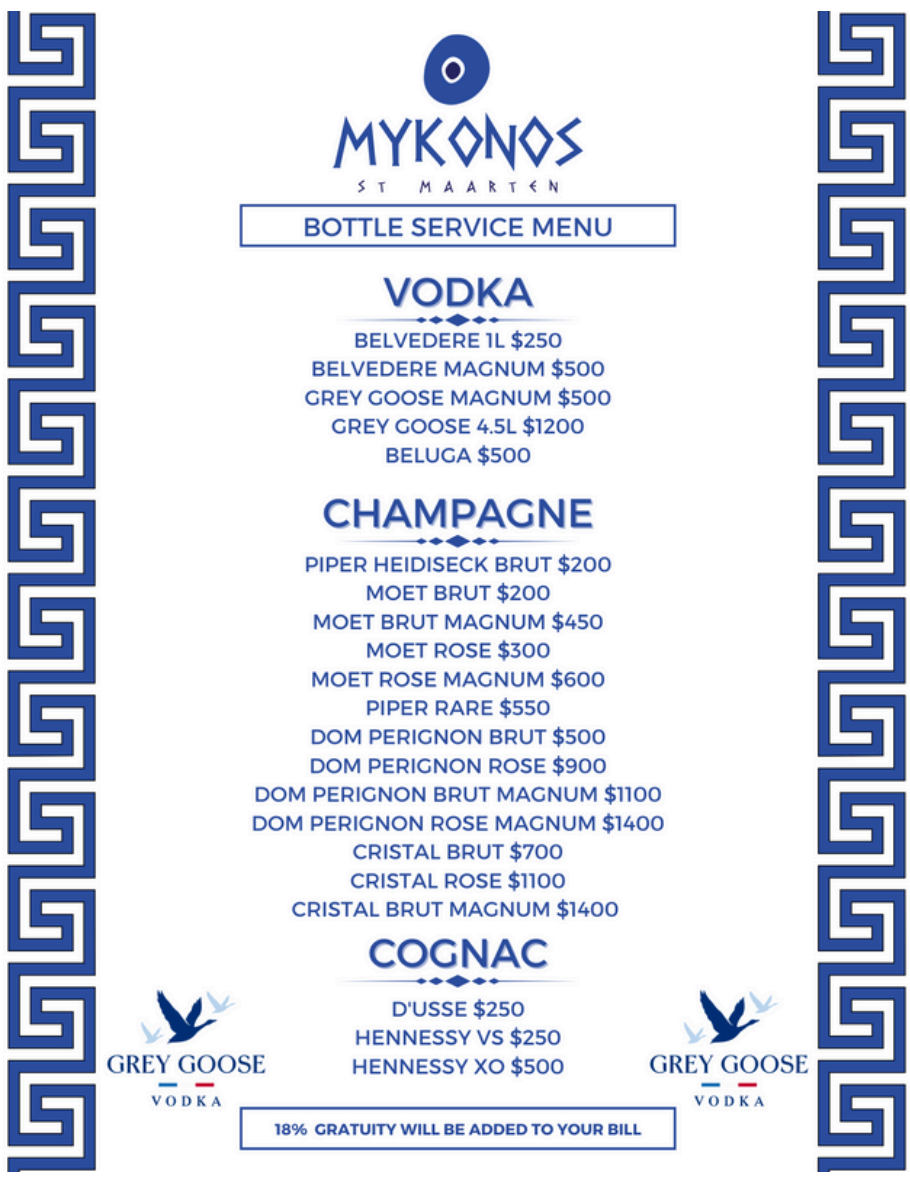 MYKONOS
ST MAARTEN
BOTTLE SERVICE MENU
VODKA
BELVEDERE 1L $250
BELVEDERE MAGNUM $500
GREY GOOSE MAGNUM $500
GREY GOOSE 4.5L $1200
BELUGA $500
CHAMPAGNE
PIPER HEIDISECK BRUT $200
MOET BRUT $200
MOET BRUT MAGNUM $450
MOET ROSE $300
MOET ROSE MAGNUM $600
PIPER RARE $550
DOM PERIGNON BRUT $500
DOM PERIGNON ROSE $900
DOM PERIGNON BRUT MAGNUM $1100
DOM PERIGNON ROSE MAGNUM $1400
CRISTAL BRUT $700
CRISTAL ROSE $1100
CRISTAL BRUT MAGNUM $1400
COGNAC
D'USSE $250
HENNESSY VS $250
HENNESSY XO $500
GREY GOOSE
VODKA
GREY GOOSE
VODKA
18% GRATUITY WILL BE ADDED TO YOUR BILL